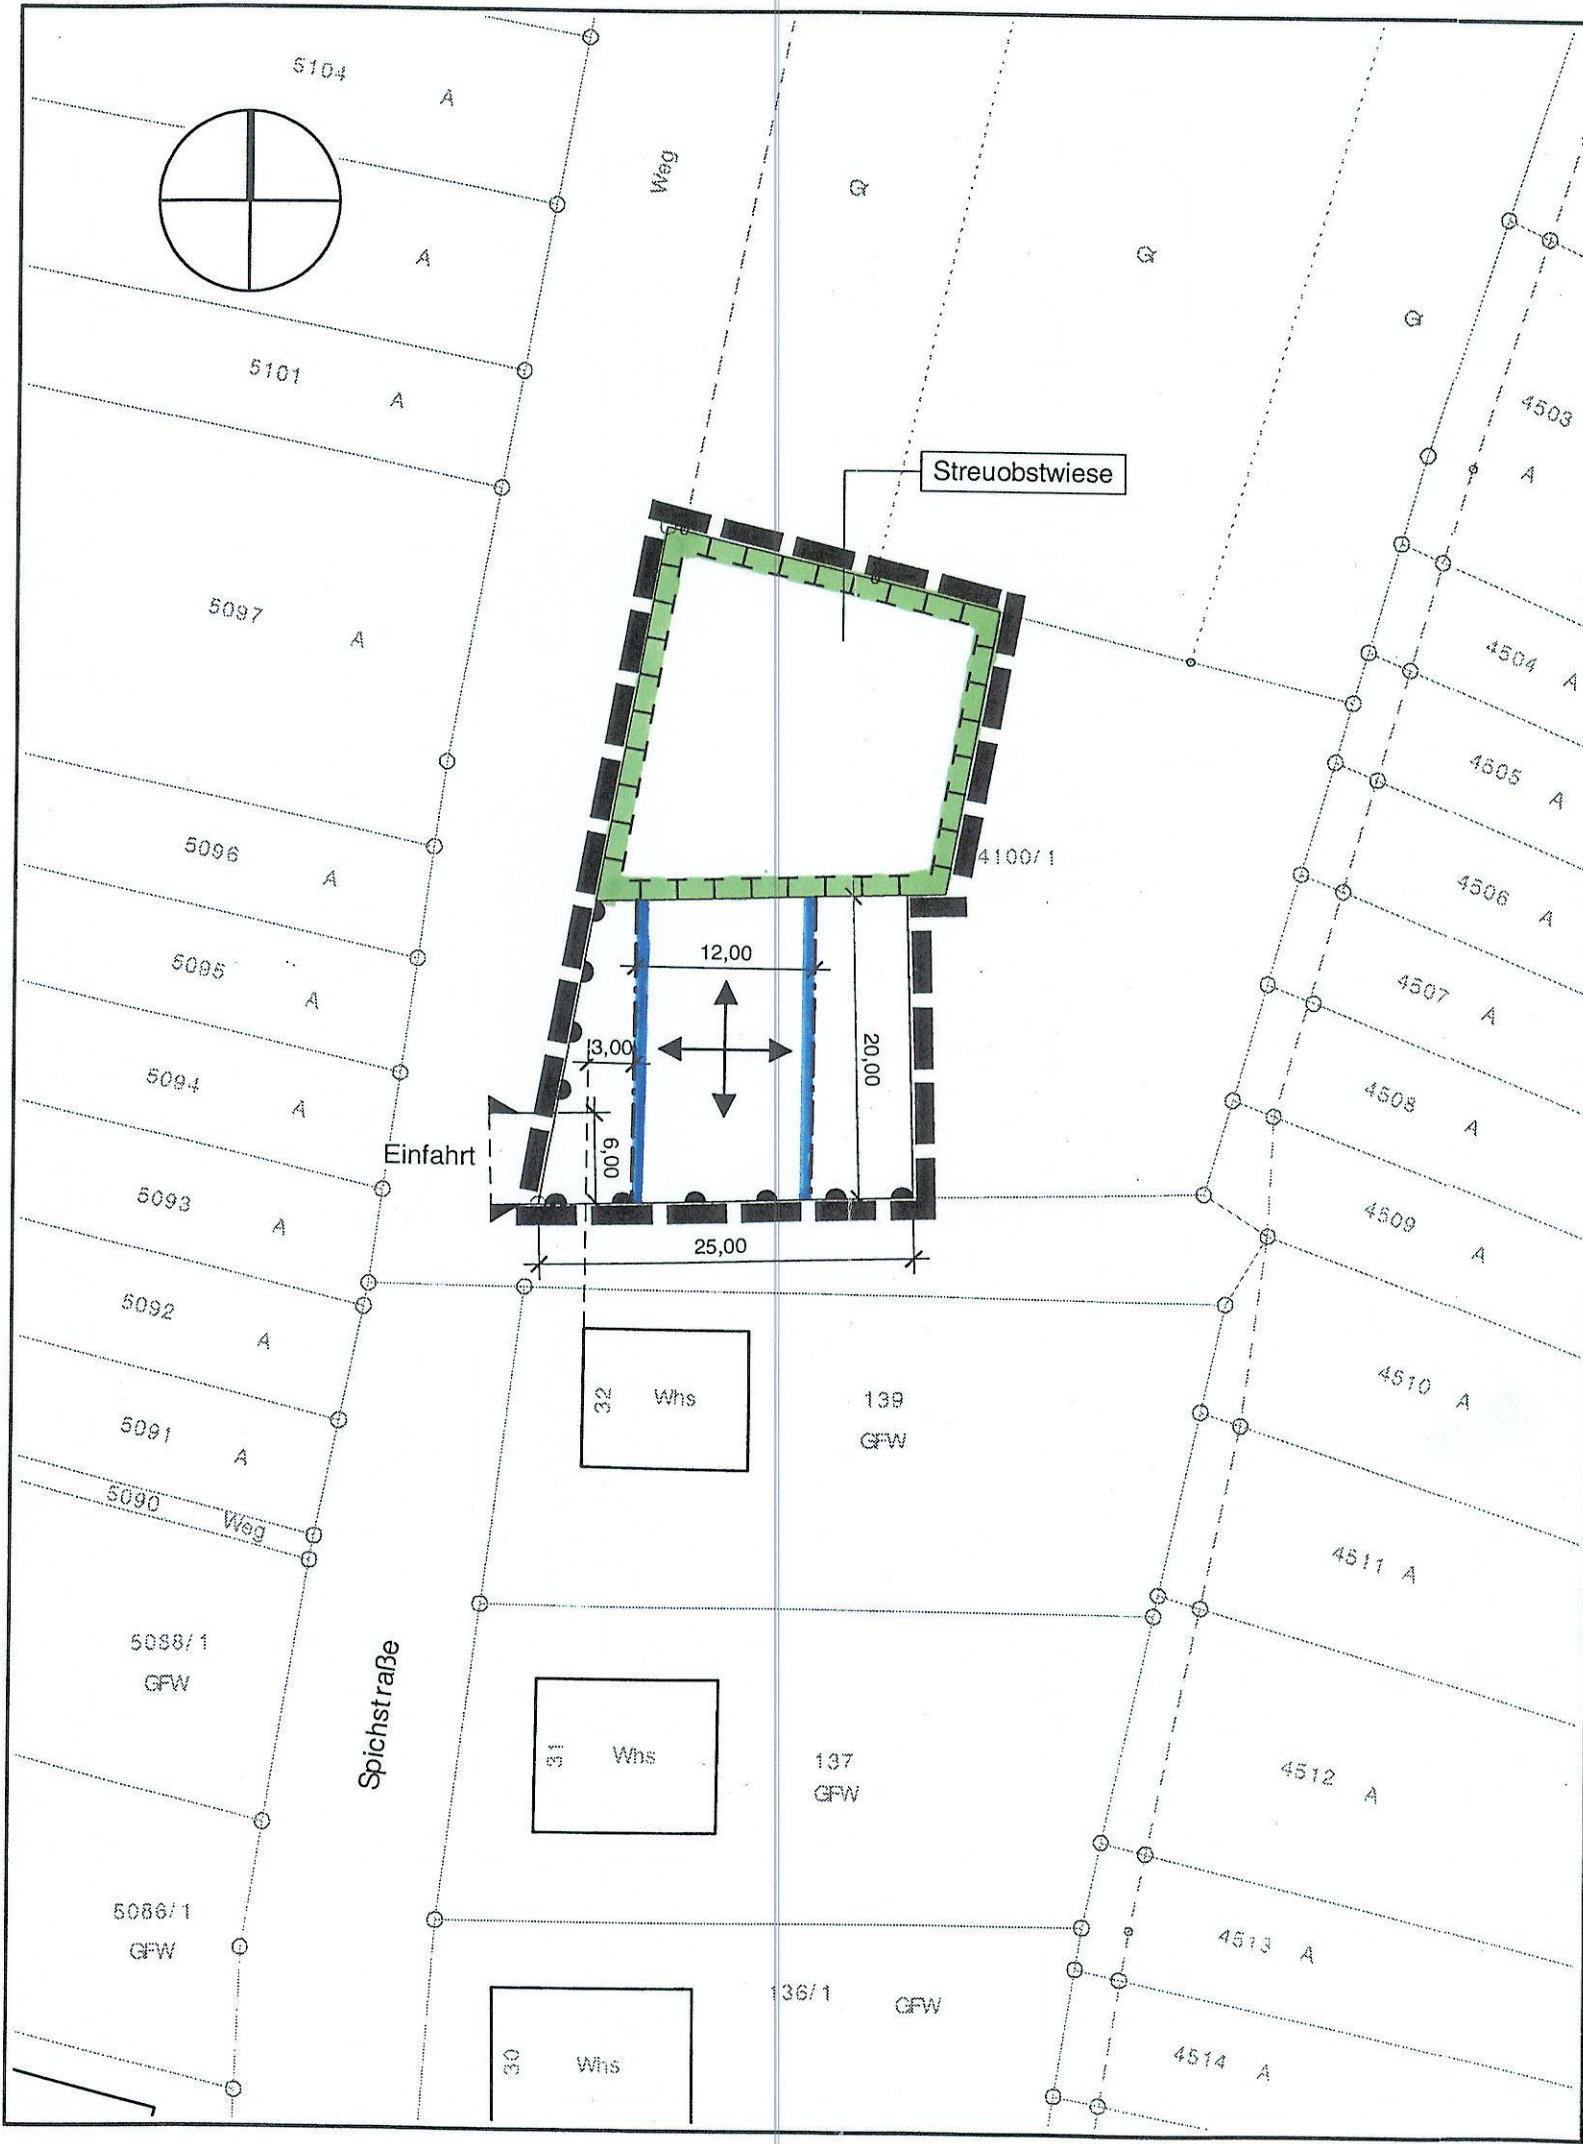 5104
A
Weg
Gr
A
Gr
5101
A
Gr
4503
A
Streuobstwiese
5097
A
4504 A
4505 A
5096
A
4100/1
4506 A
12,00
5095
A
4507 A
3,00
20,00
5094
A
4508 A
Einfahrt
6,00
5093
A
4509 A
25,00
5092
A
32
Whs
139
GFW
4510 A
5091
A
5090
Weg
4511 A
5088/1
GFW
Spichstraße
31
Whs
137
GFW
4512 A
5086/1
GFW
4513 A
136/1
GFW
30
Whs
4514 A